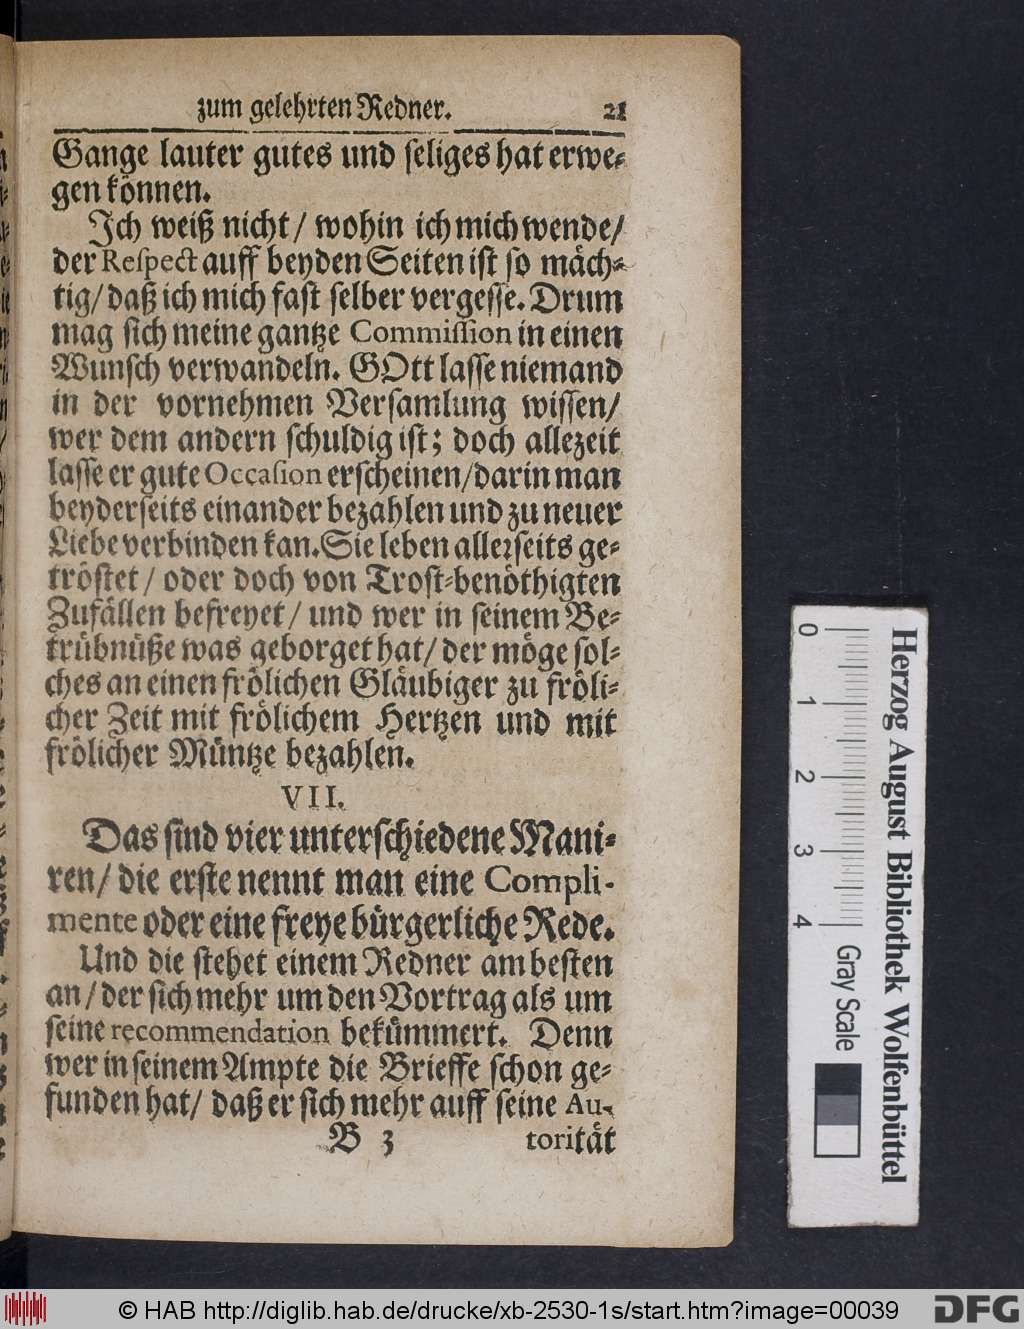 zum gelehrten Redner. 21
Gange lauter gutes und seliges hat erwe-
gen können.
Ich weiß nicht / wohin ich mich wende /
der Respect auff beyden Seiten ist so mäch-
tig / daß ich mich fast selber vergesse. Drum
mag sich meine gantze Commission in einen
Wunsch verwandeln. GOtt lasse niemand
in der vornehmen Versamlung wissen /
wer dem andern schuldig ist; doch allezeit
lasse er gute Occasion erscheinen / darin man
beyderseits einander bezahlen und zu neuer
Liebe verbinden kan. Sie leben allerseits ge-
tröstet / oder doch von Trost-benöthigten
Zufällen befreyet / und wer in seinem Be-
trübnüße was geborget hat / der möge sol-
ches an einen frölichen Gläubiger zu fröli-
cher Zeit mit frölichem Hertzen und mit
frölicher Müntze bezahlen.
VII.
Das sind vier unterschiedene Mani-
ren / die erste nennt man eine Compli-
mente oder eine freye bürgerliche Rede.
Und die stehet einem Redner am besten
an / der sich mehr um den Vortrag als um
seine recommendation bekümmert. Denn
wer in seinem Ampte die Brieffe schon ge-
funden hat / daß er sich mehr auff seine Au-
B 3 torität
Herzog August Bibliothek Wolfenbüttel
0 1 2 3 4 Gray Scale
© HAB http://diglib.hab.de/drucke/xb-2530-1s/start.htm?image=00039 DFG